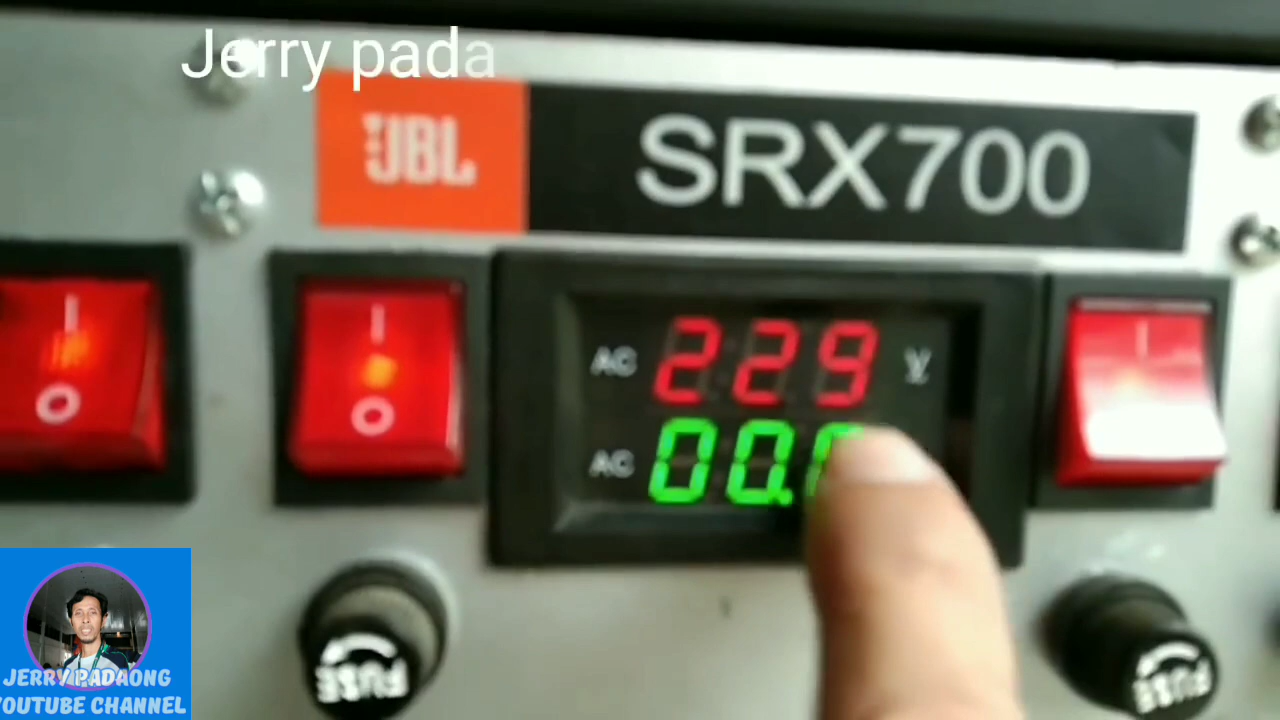 Jerry pada
JBL
SRX700
AC 229 V
AC 00.
FUSE
FUSE
JERRY PADAONG
YOUTUBE CHANNEL